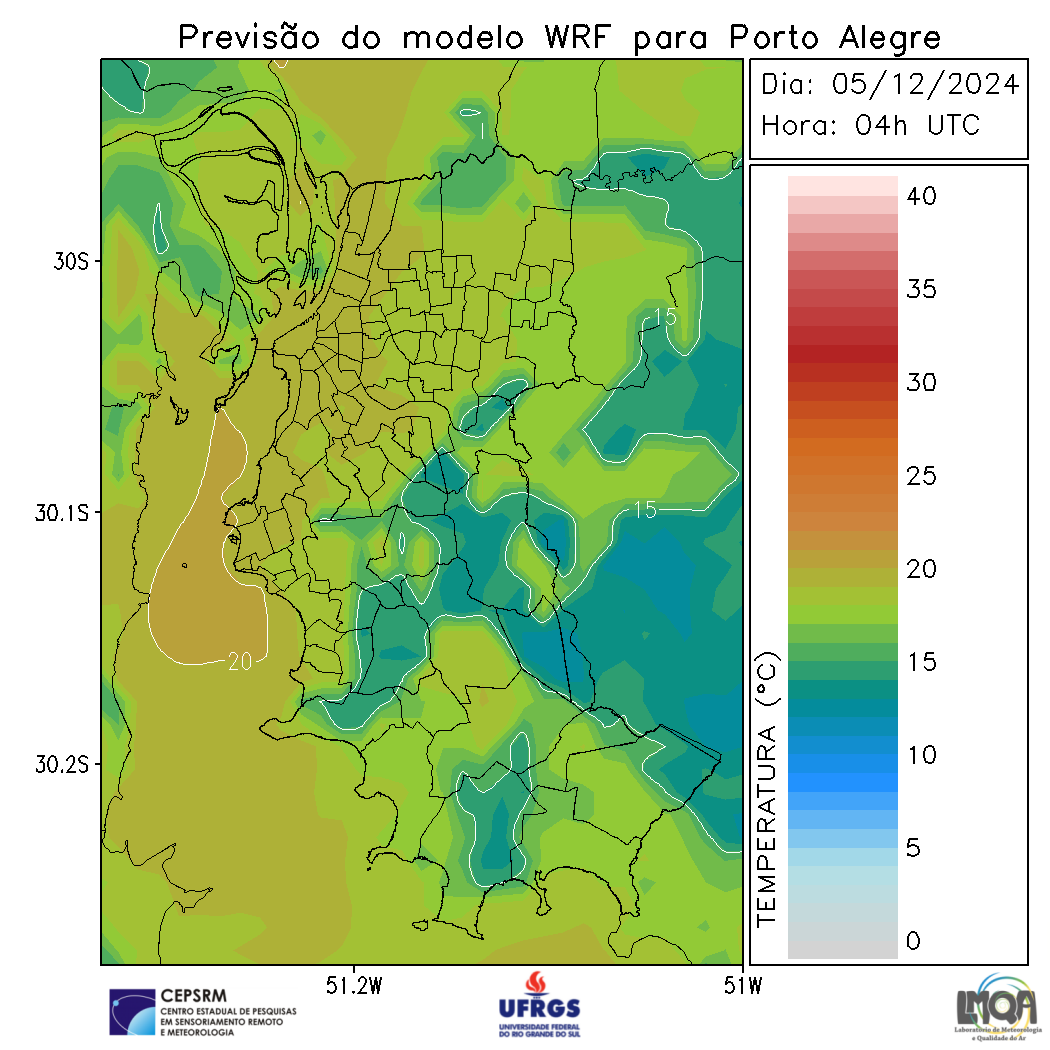 Previsão do modelo WRF para Porto Alegre
Dia: 05/12/2024
Hora: 04h UTC
40
35
30
25
20
15
10
5
0
TEMPERATURA (°C)
30S
30.1S
30.2S
51.2W
51W
1
15
15
20
CEPSRM
CENTRO ESTADUAL DE PESQUISAS
EM SENSORIAMENTO REMOTO
E METEOROLOGIA
UFRGS
UNIVERSIDADE FEDERAL
DO RIO GRANDE DO SUL
LMQA
Laboratório de Meteorologia
e Qualidade do Ar